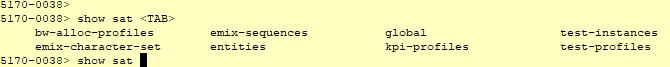 5170-0038>
5170-0038> show sat <TAB>
bw-alloc-profiles emix-sequences global test-instances
emix-character-set entities kpi-profiles test-profiles
5170-0038> show sat